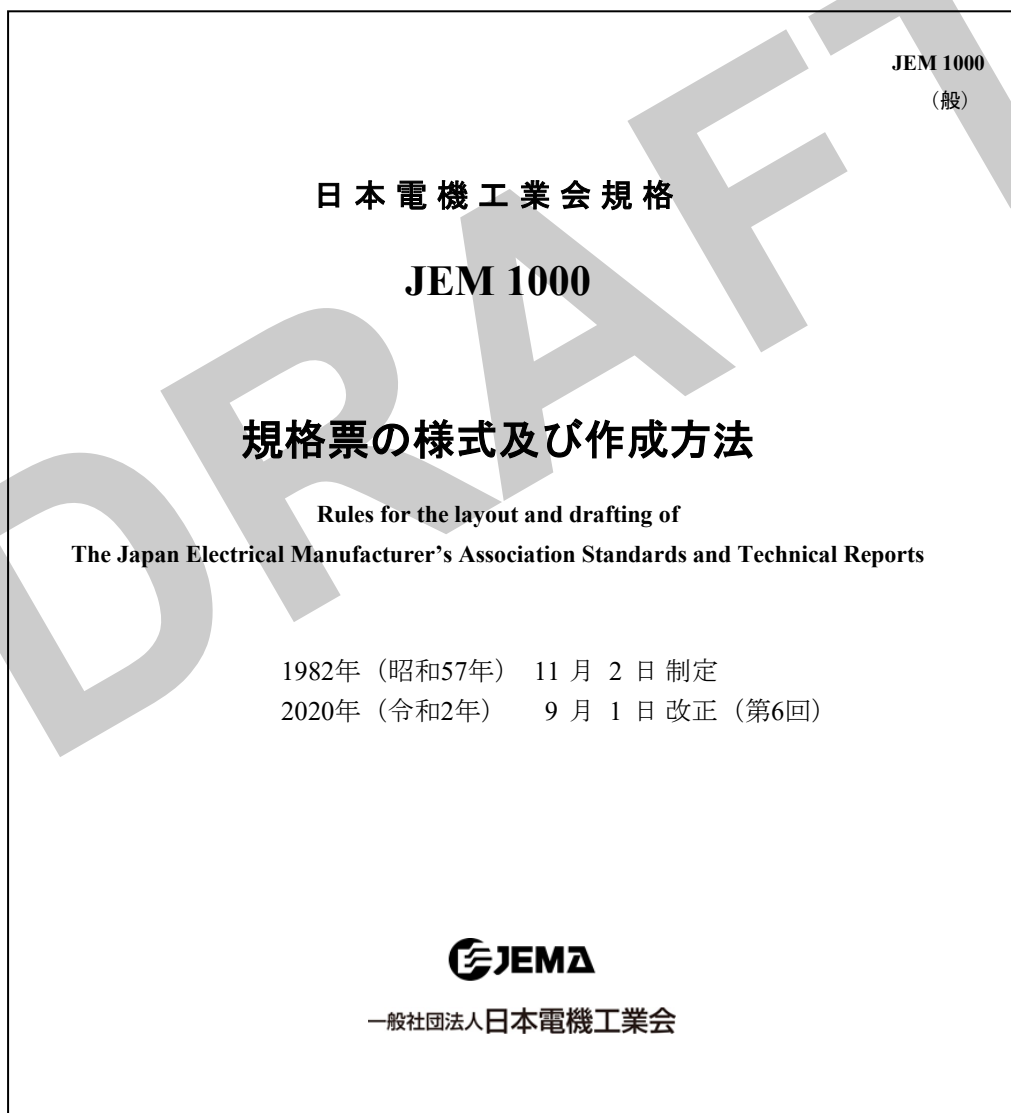 JEM 1000
（般）
日本電機工業会規格
JEM 1000
規格票の様式及び作成方法
Rules for the layout and drafting of
The Japan Electrical Manufacturer’s Association Standards and Technical Reports
1982年（昭和57年） 11 月 2 日 制定
2020年（令和2年） 9 月 1 日 改正（第6回）
JEMA
一般社団法人日本電機工業会
DRAFT